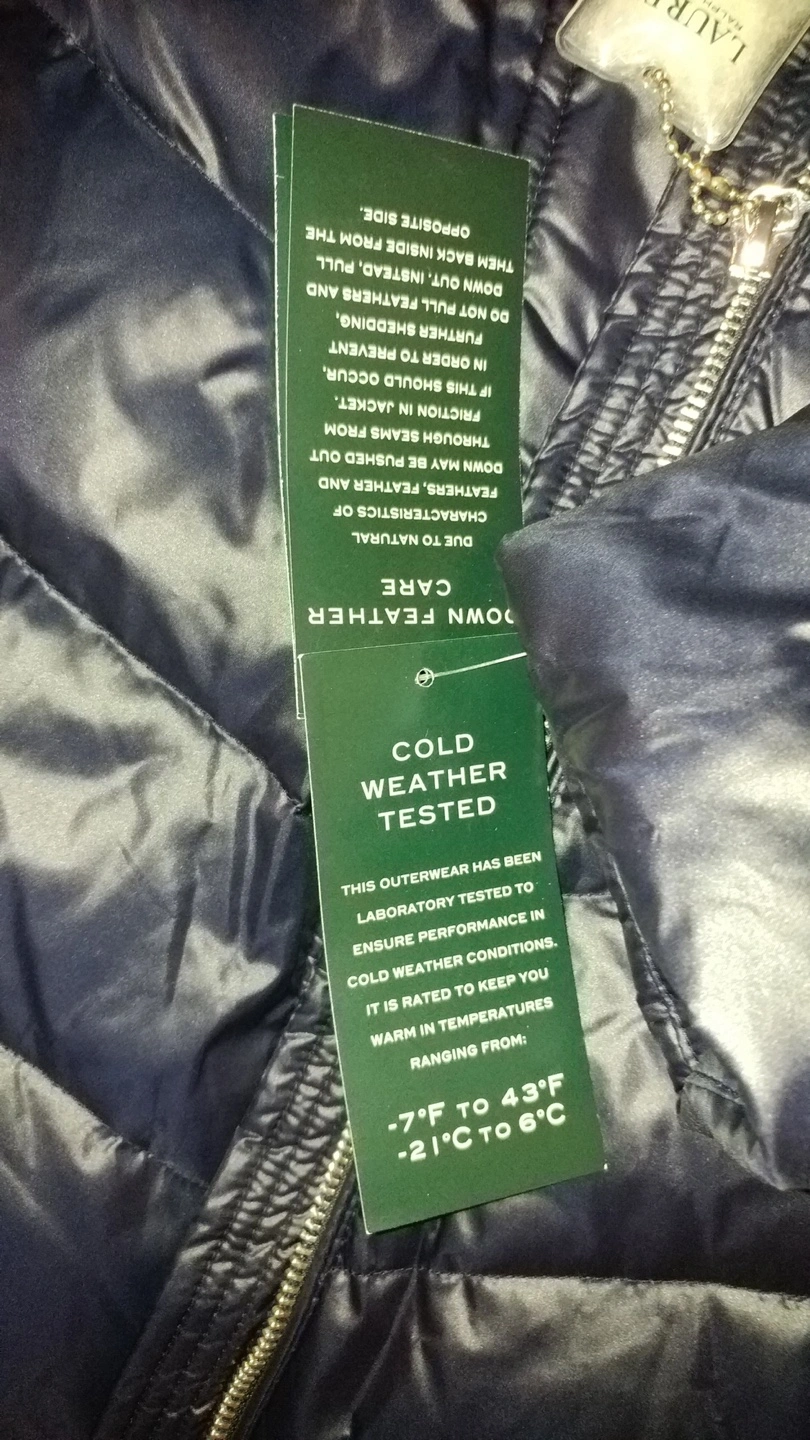 LAURE
RALPH
DOWN FEATHER
CARE
DUE TO NATURAL
CHARACTERISTICS OF
FEATHERS, FEATHER AND
DOWN MAY BE PUSHED OUT
THROUGH SEAMS FROM
FRICTION IN JACKET.
IF THIS SHOULD OCCUR,
IN ORDER TO PREVENT
FURTHER SHEDDING,
DO NOT PULL FEATHERS AND
DOWN OUT. INSTEAD, PULL
THEM BACK INSIDE FROM THE
OPPOSITE SIDE.
COLD
WEATHER
TESTED
THIS OUTERWEAR HAS BEEN
LABORATORY TESTED TO
ENSURE PERFORMANCE IN
COLD WEATHER CONDITIONS.
IT IS RATED TO KEEP YOU
WARM IN TEMPERATURES
RANGING FROM:
-7°F TO 43°F
-21°C TO 6°C